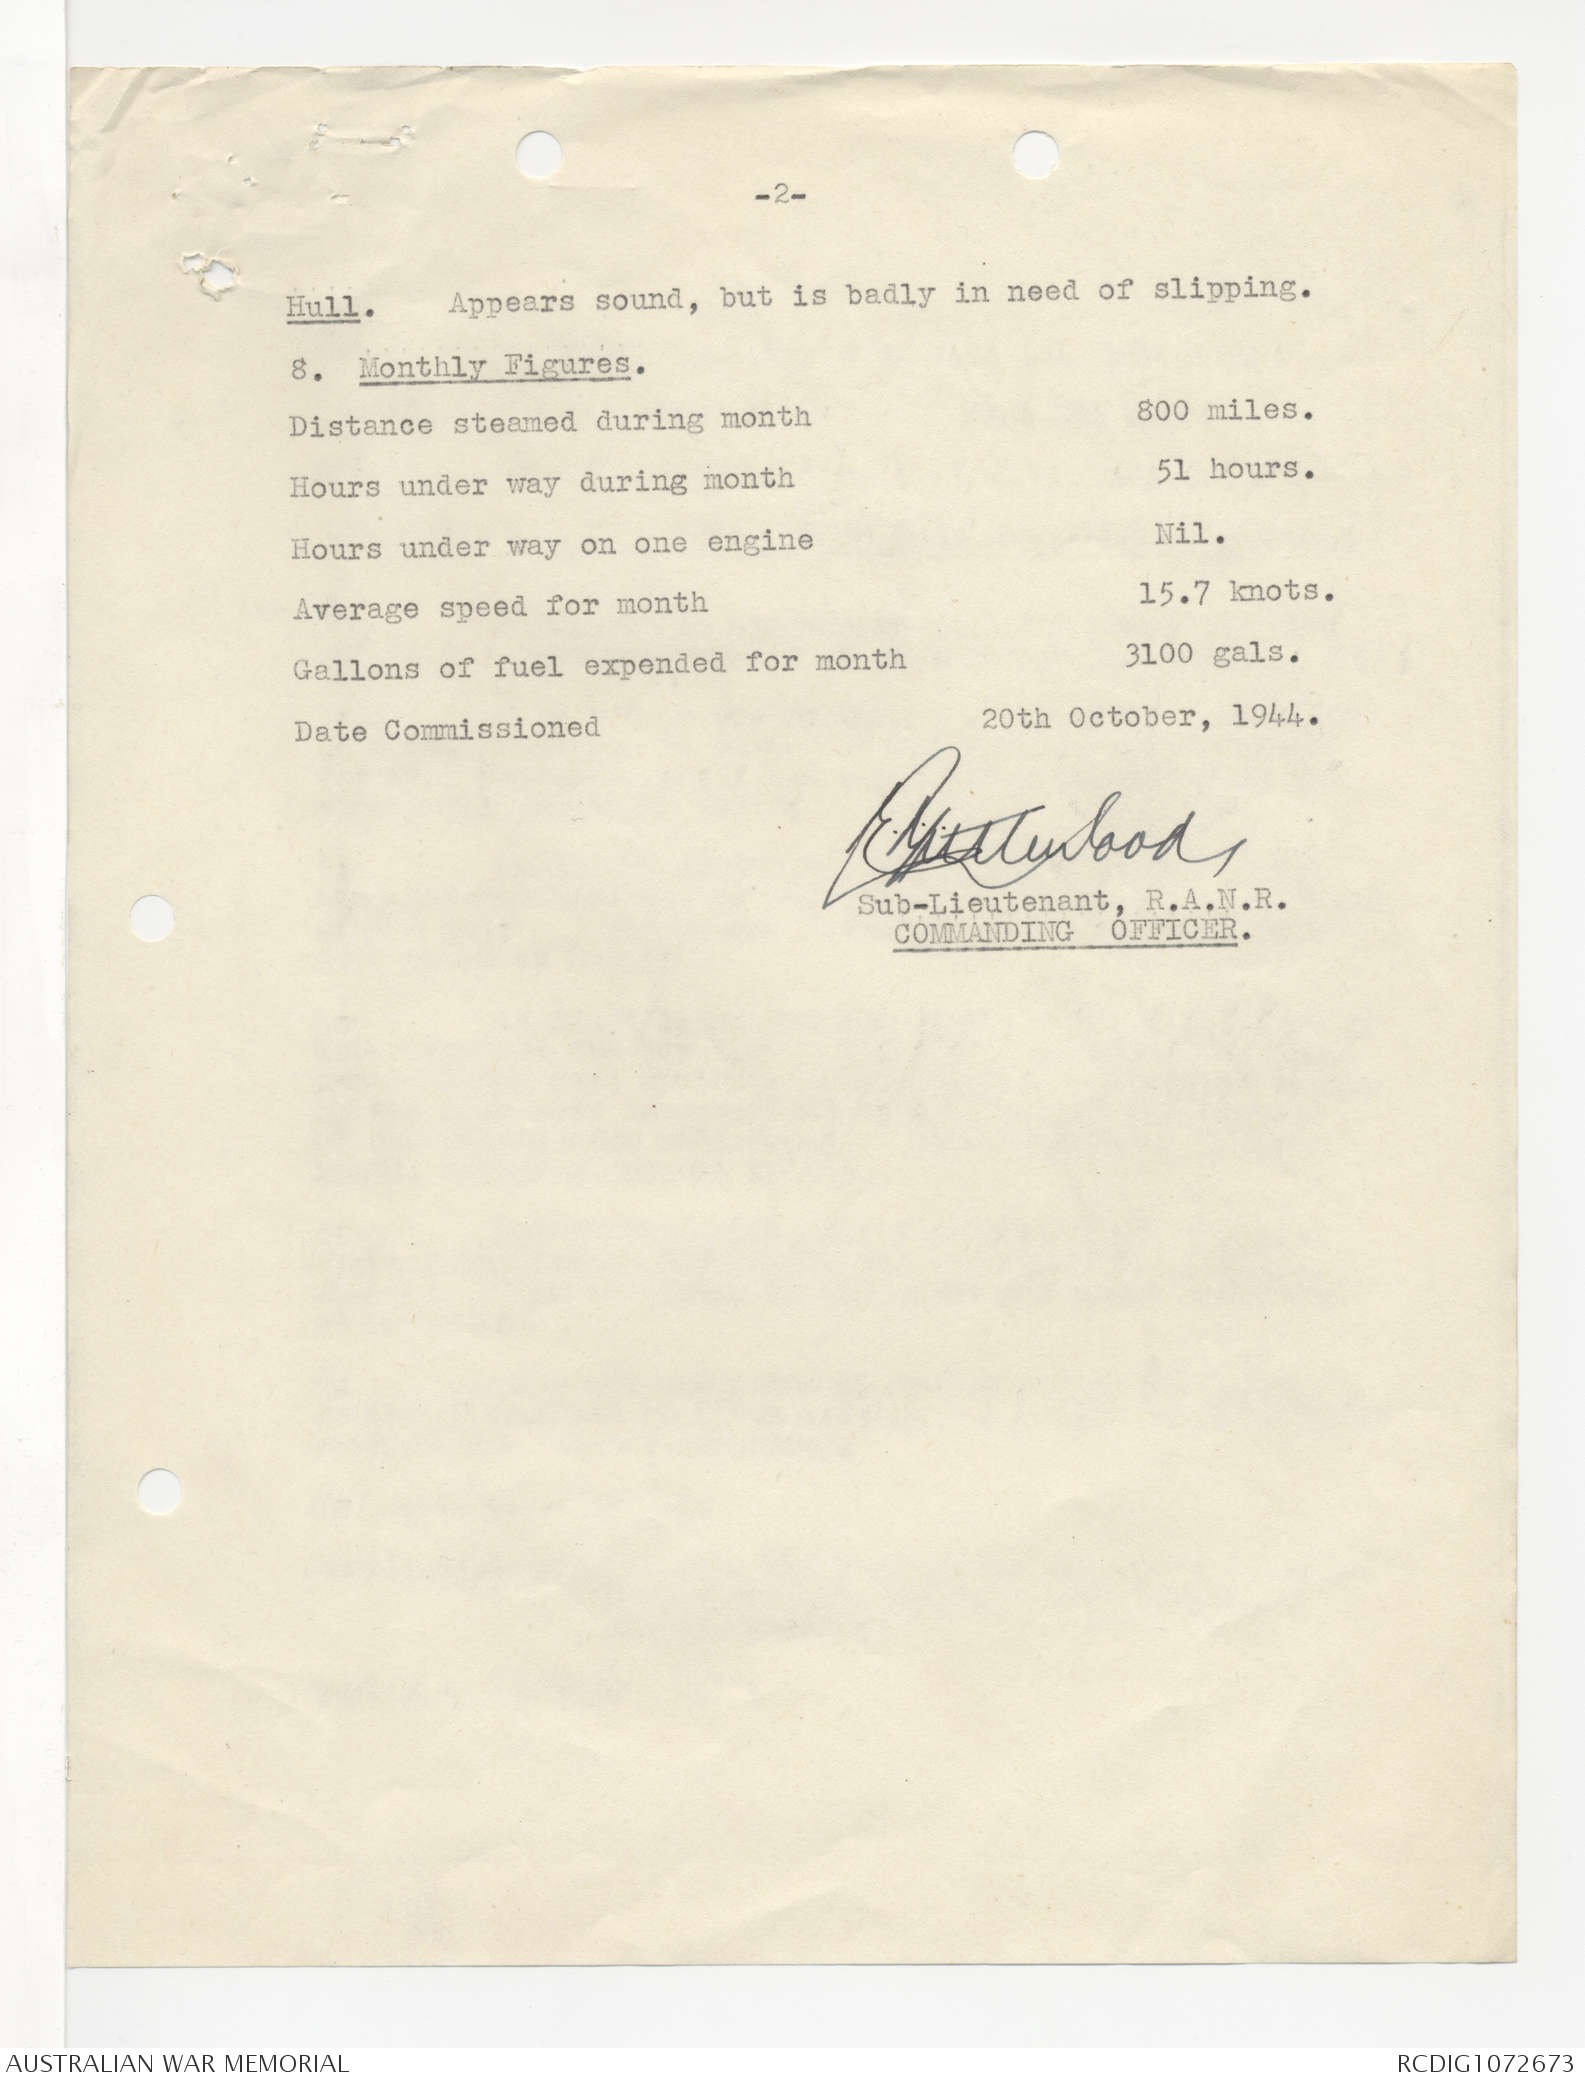 -2-
Hull. Appears sound, but is badly in need of slipping.
8. Monthly Figures.
Distance steamed during month 800 miles.
Hours under way during month 51 hours.
Hours under way on one engine Nil.
Average speed for month 15.7 knots.
Gallons of fuel expended for month 3100 gals.
Date Commissioned 20th October, 1944.
Sub-Lieutenant, R.A.N.R.
COMMANDING OFFICER.
AUSTRALIAN WAR MEMORIAL RCDIG1072673